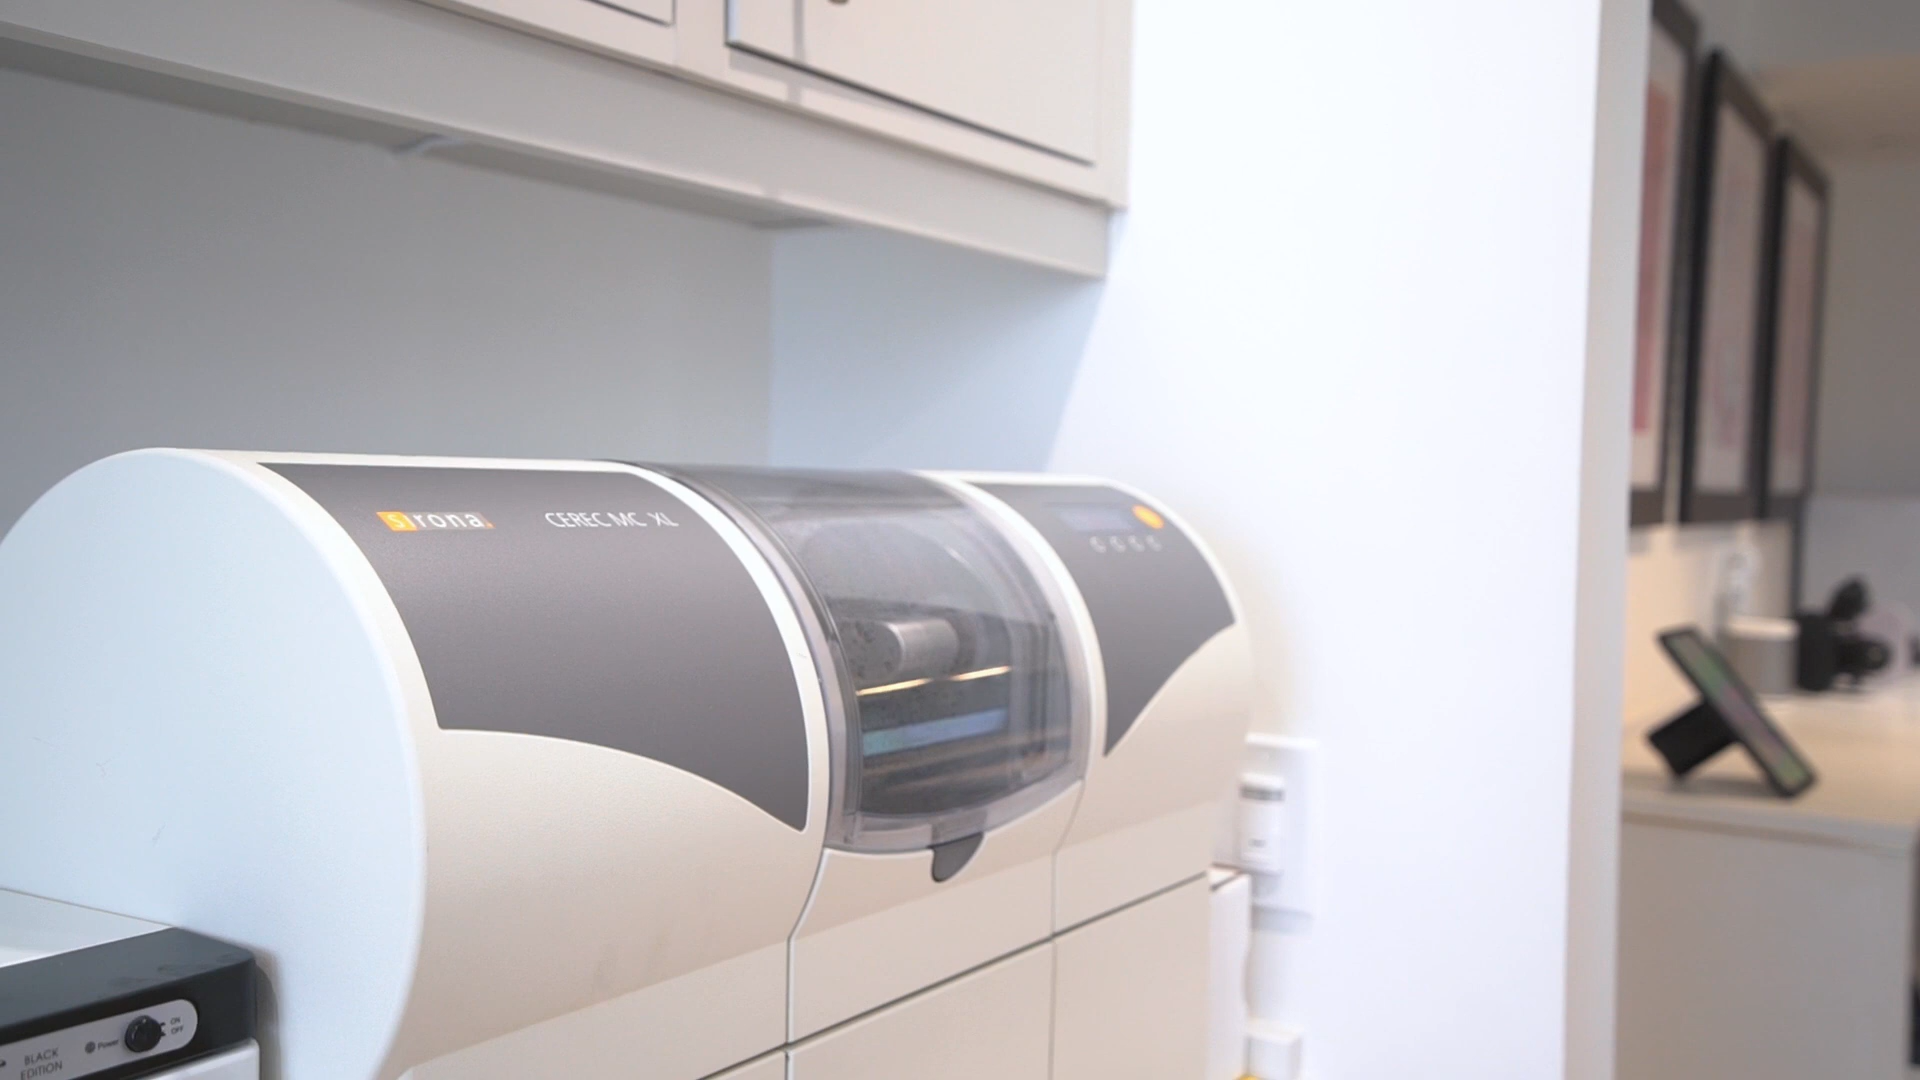 sirona.
CEREC MC XL
ON
OFF
Power
BLACK
EDITION